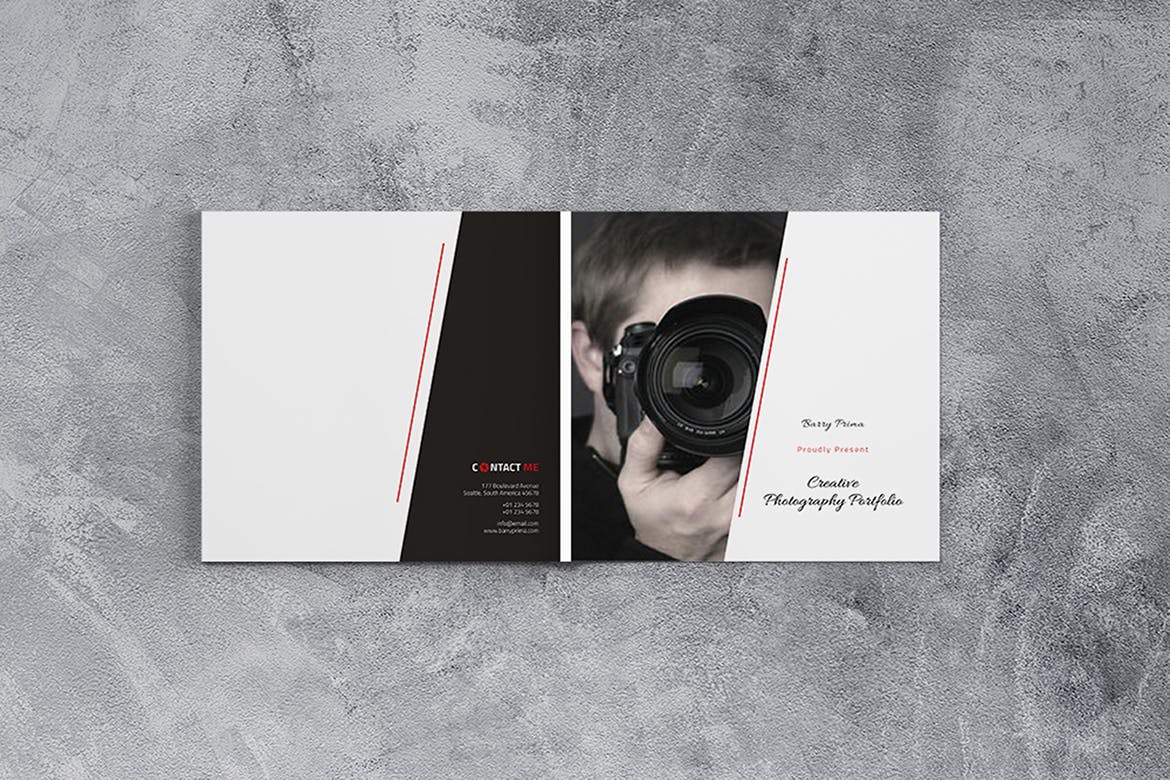 CONTACT ME
177 Boulevard Avenue
Seattle, South America 45678
+01 234 5678
+01 234 5678
info@email.com
www.barryprima.com
Barry Prima
Proudly Present
Creative
Photography Portfolio